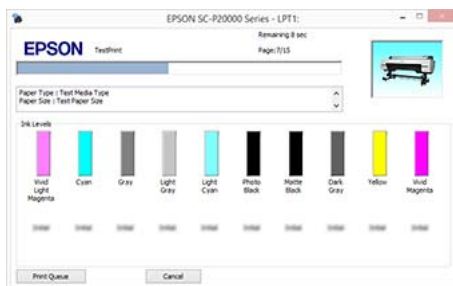 EPSON SC-P20000 Series - LPT1:
Remaining 8 sec
EPSON TestPrint Page:7/15
Paper Type : Test Media Type
Paper Size : Test Paper Size
Ink Levels
Vivid Light Magenta
Cyan
Gray
Light Gray
Light Cyan
Photo Black
Matte Black
Dark Gray
Yellow
Vivid Magenta
Print Queue Cancel